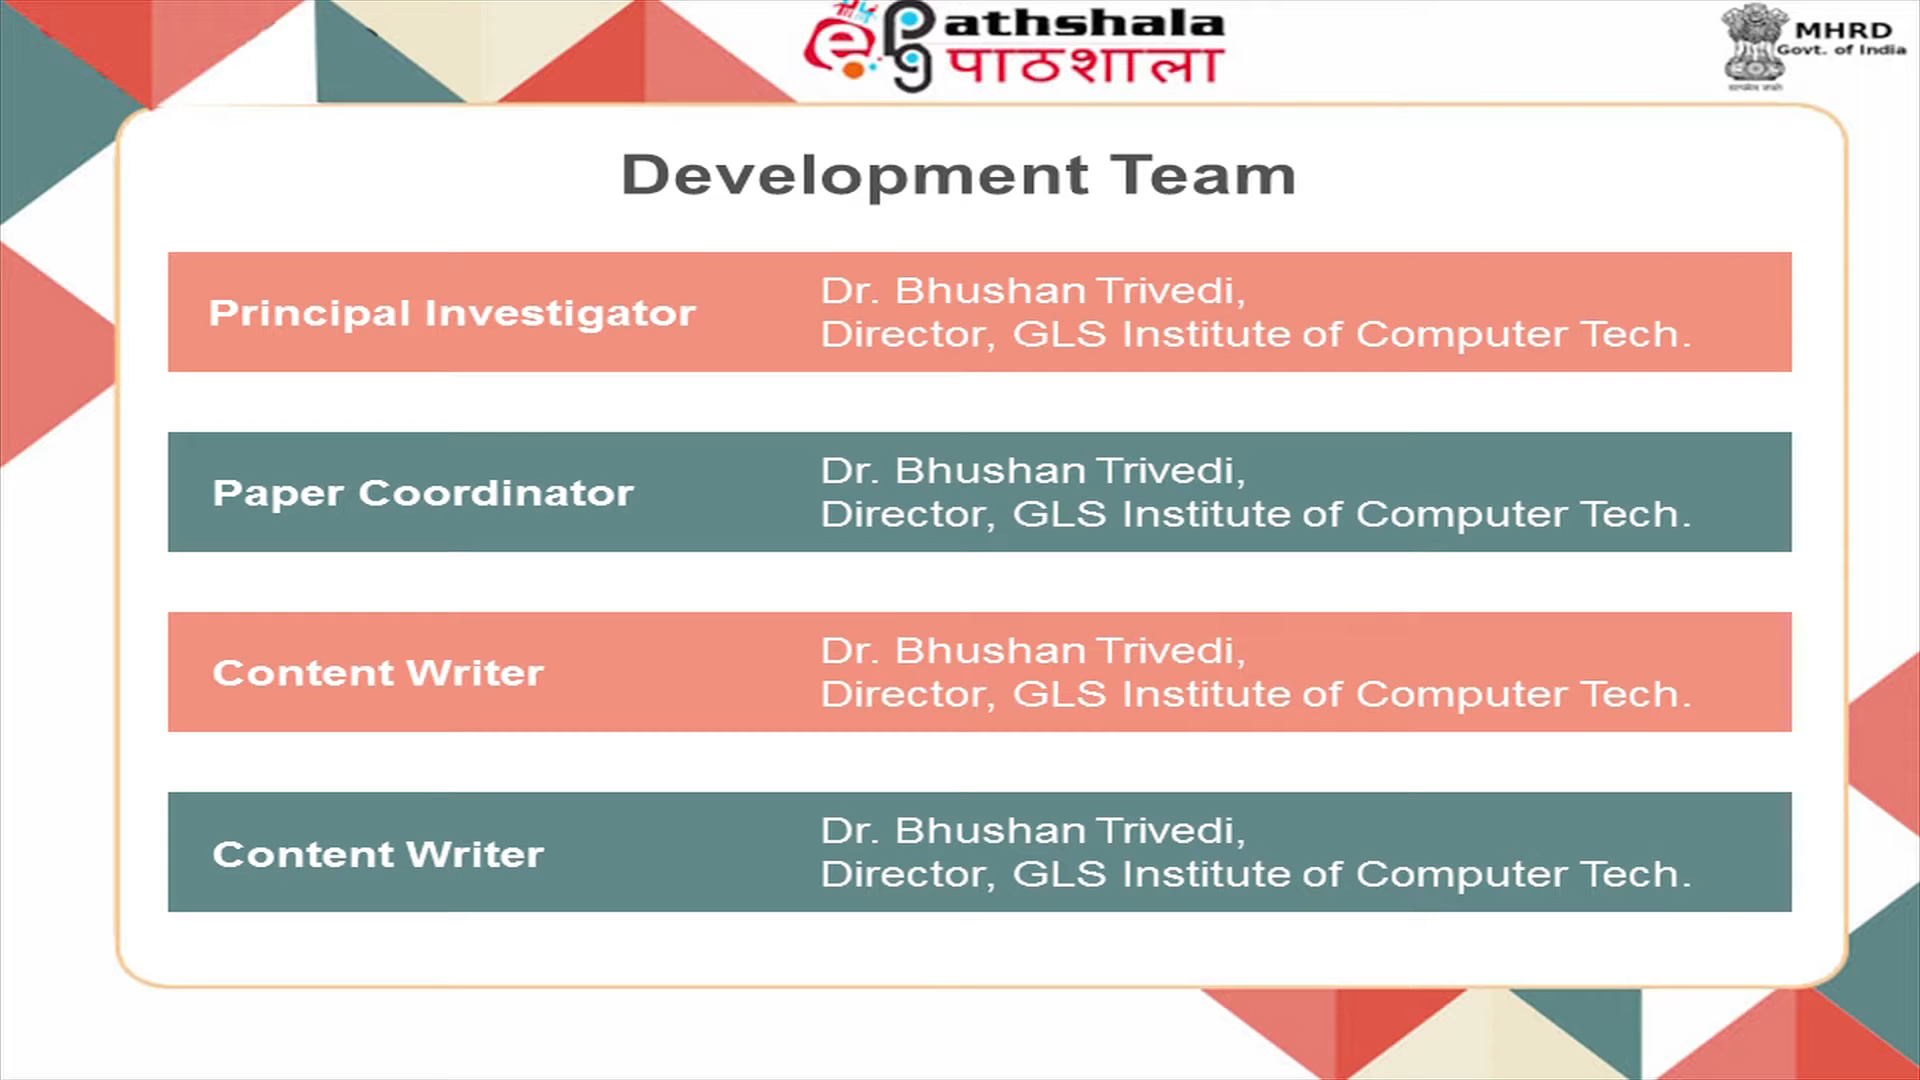 e pg Pathshala
पाठशाला
MHRD
Govt. of India
Development Team
Principal Investigator
Dr. Bhushan Trivedi,
Director, GLS Institute of Computer Tech.
Paper Coordinator
Dr. Bhushan Trivedi,
Director, GLS Institute of Computer Tech.
Content Writer
Dr. Bhushan Trivedi,
Director, GLS Institute of Computer Tech.
Content Writer
Dr. Bhushan Trivedi,
Director, GLS Institute of Computer Tech.